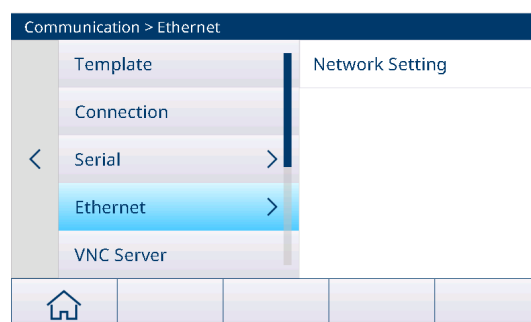 Communication > Ethernet
Template
Network Setting
Connection
Serial >
Ethernet >
VNC Server